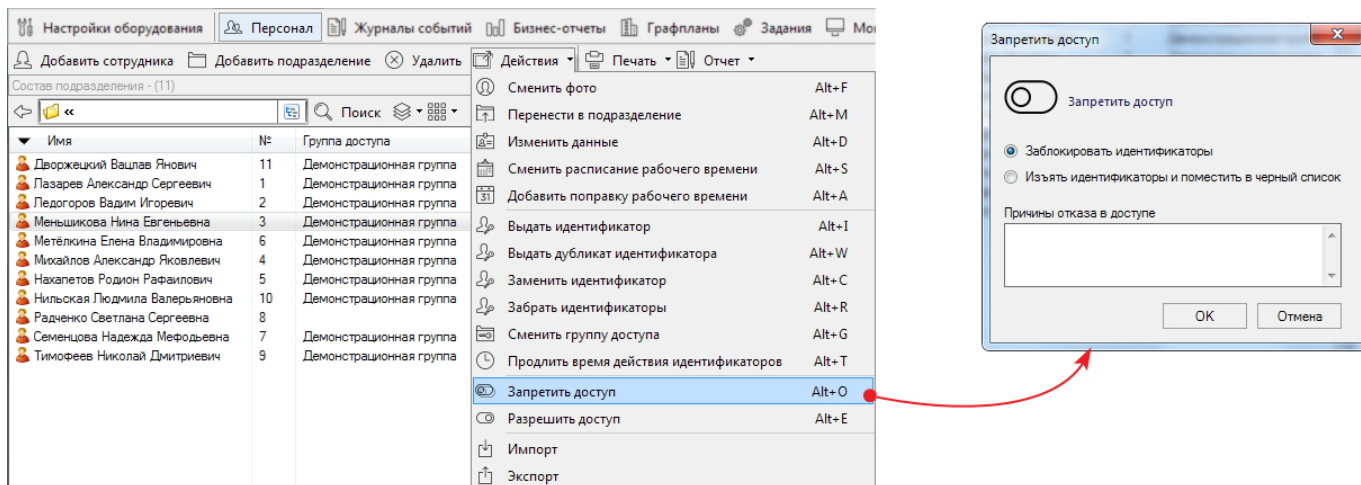 Настройки оборудования Персонал Журналы событий Бизнес-отчеты Графпланы Задания Мо
Добавить сотрудника Добавить подразделение Удалить Действия Печать Отчет
Состав подразделения - (11)
« Поиск
Имя № Группа доступа
Дворжецкий Вацлав Янович 11 Демонстрационная группа
Лазарев Александр Сергеевич 1 Демонстрационная группа
Ледогоров Вадим Игоревич 2 Демонстрационная группа
Меньшикова Нина Евгеньевна 3 Демонстрационная группа
Метёлкина Елена Владимировна 6 Демонстрационная группа
Михайлов Александр Яковлевич 4 Демонстрационная группа
Нахапетов Родион Рафаилович 5 Демонстрационная группа
Нильская Людмила Валерьяновна 10 Демонстрационная группа
Радченко Светлана Сергеевна 8
Семенцова Надежда Мефодьевна 7 Демонстрационная группа
Тимофеев Николай Дмитриевич 9 Демонстрационная группа
Сменить фото Alt+F
Перенести в подразделение Alt+M
Изменить данные Alt+D
Сменить расписание рабочего времени Alt+S
Добавить поправку рабочего времени Alt+A
Выдать идентификатор Alt+I
Выдать дубликат идентификатора Alt+W
Заменить идентификатор Alt+C
Забрать идентификаторы Alt+R
Сменить группу доступа Alt+G
Продлить время действия идентификаторов Alt+T
Запретить доступ Alt+O
Разрешить доступ Alt+E
Импорт
Экспорт
Запретить доступ
Запретить доступ
Заблокировать идентификаторы
Изъять идентификаторы и поместить в черный список
Причины отказа в доступе
OK Отмена